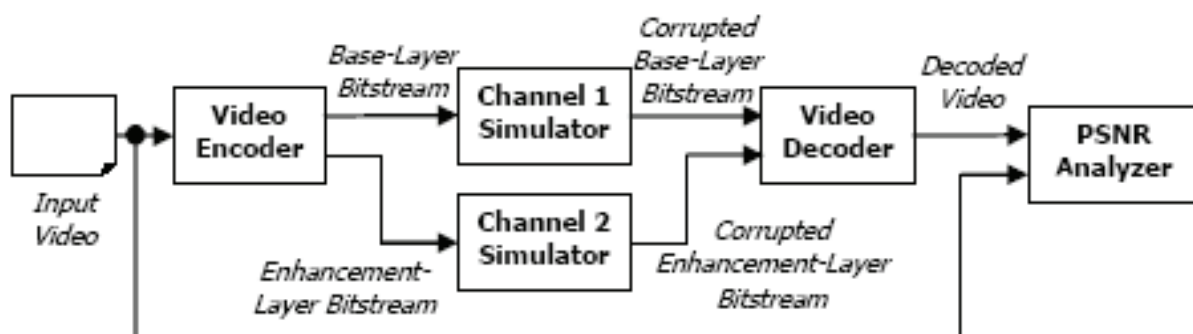 Input
Video
Video
Encoder
Base-Layer
Bitstream
Enhancement-
Layer Bitstream
Channel 1
Simulator
Channel 2
Simulator
Corrupted
Base-Layer
Bitstream
Corrupted
Enhancement-Layer
Bitstream
Video
Decoder
Decoded
Video
PSNR
Analyzer